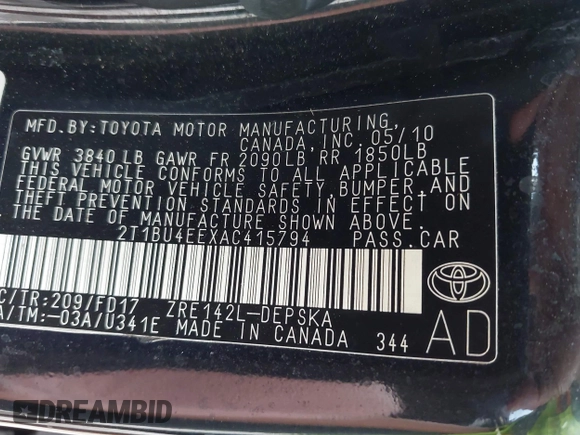 MFD.BY:TOYOTA MOTOR MANUFACTURING,
CANADA, INC. 05/10
GVWR 3840LB GAWR FR 2090LB RR 1850LB
THIS VEHICLE CONFORMS TO ALL APPLICABLE
FEDERAL MOTOR VEHICLE SAFETY, BUMPER, AND
THEFT PREVENTION STANDARDS IN EFFECT ON
THE DATE OF MANUFACTURE SHOWN ABOVE.
2T1BU4EEXAC415794 PASS.CAR
C/TR:209/FD17 ZRE142L-DEPSKA
A/TM:-03A/U341E MADE IN CANADA 344
AD
DREAMBID